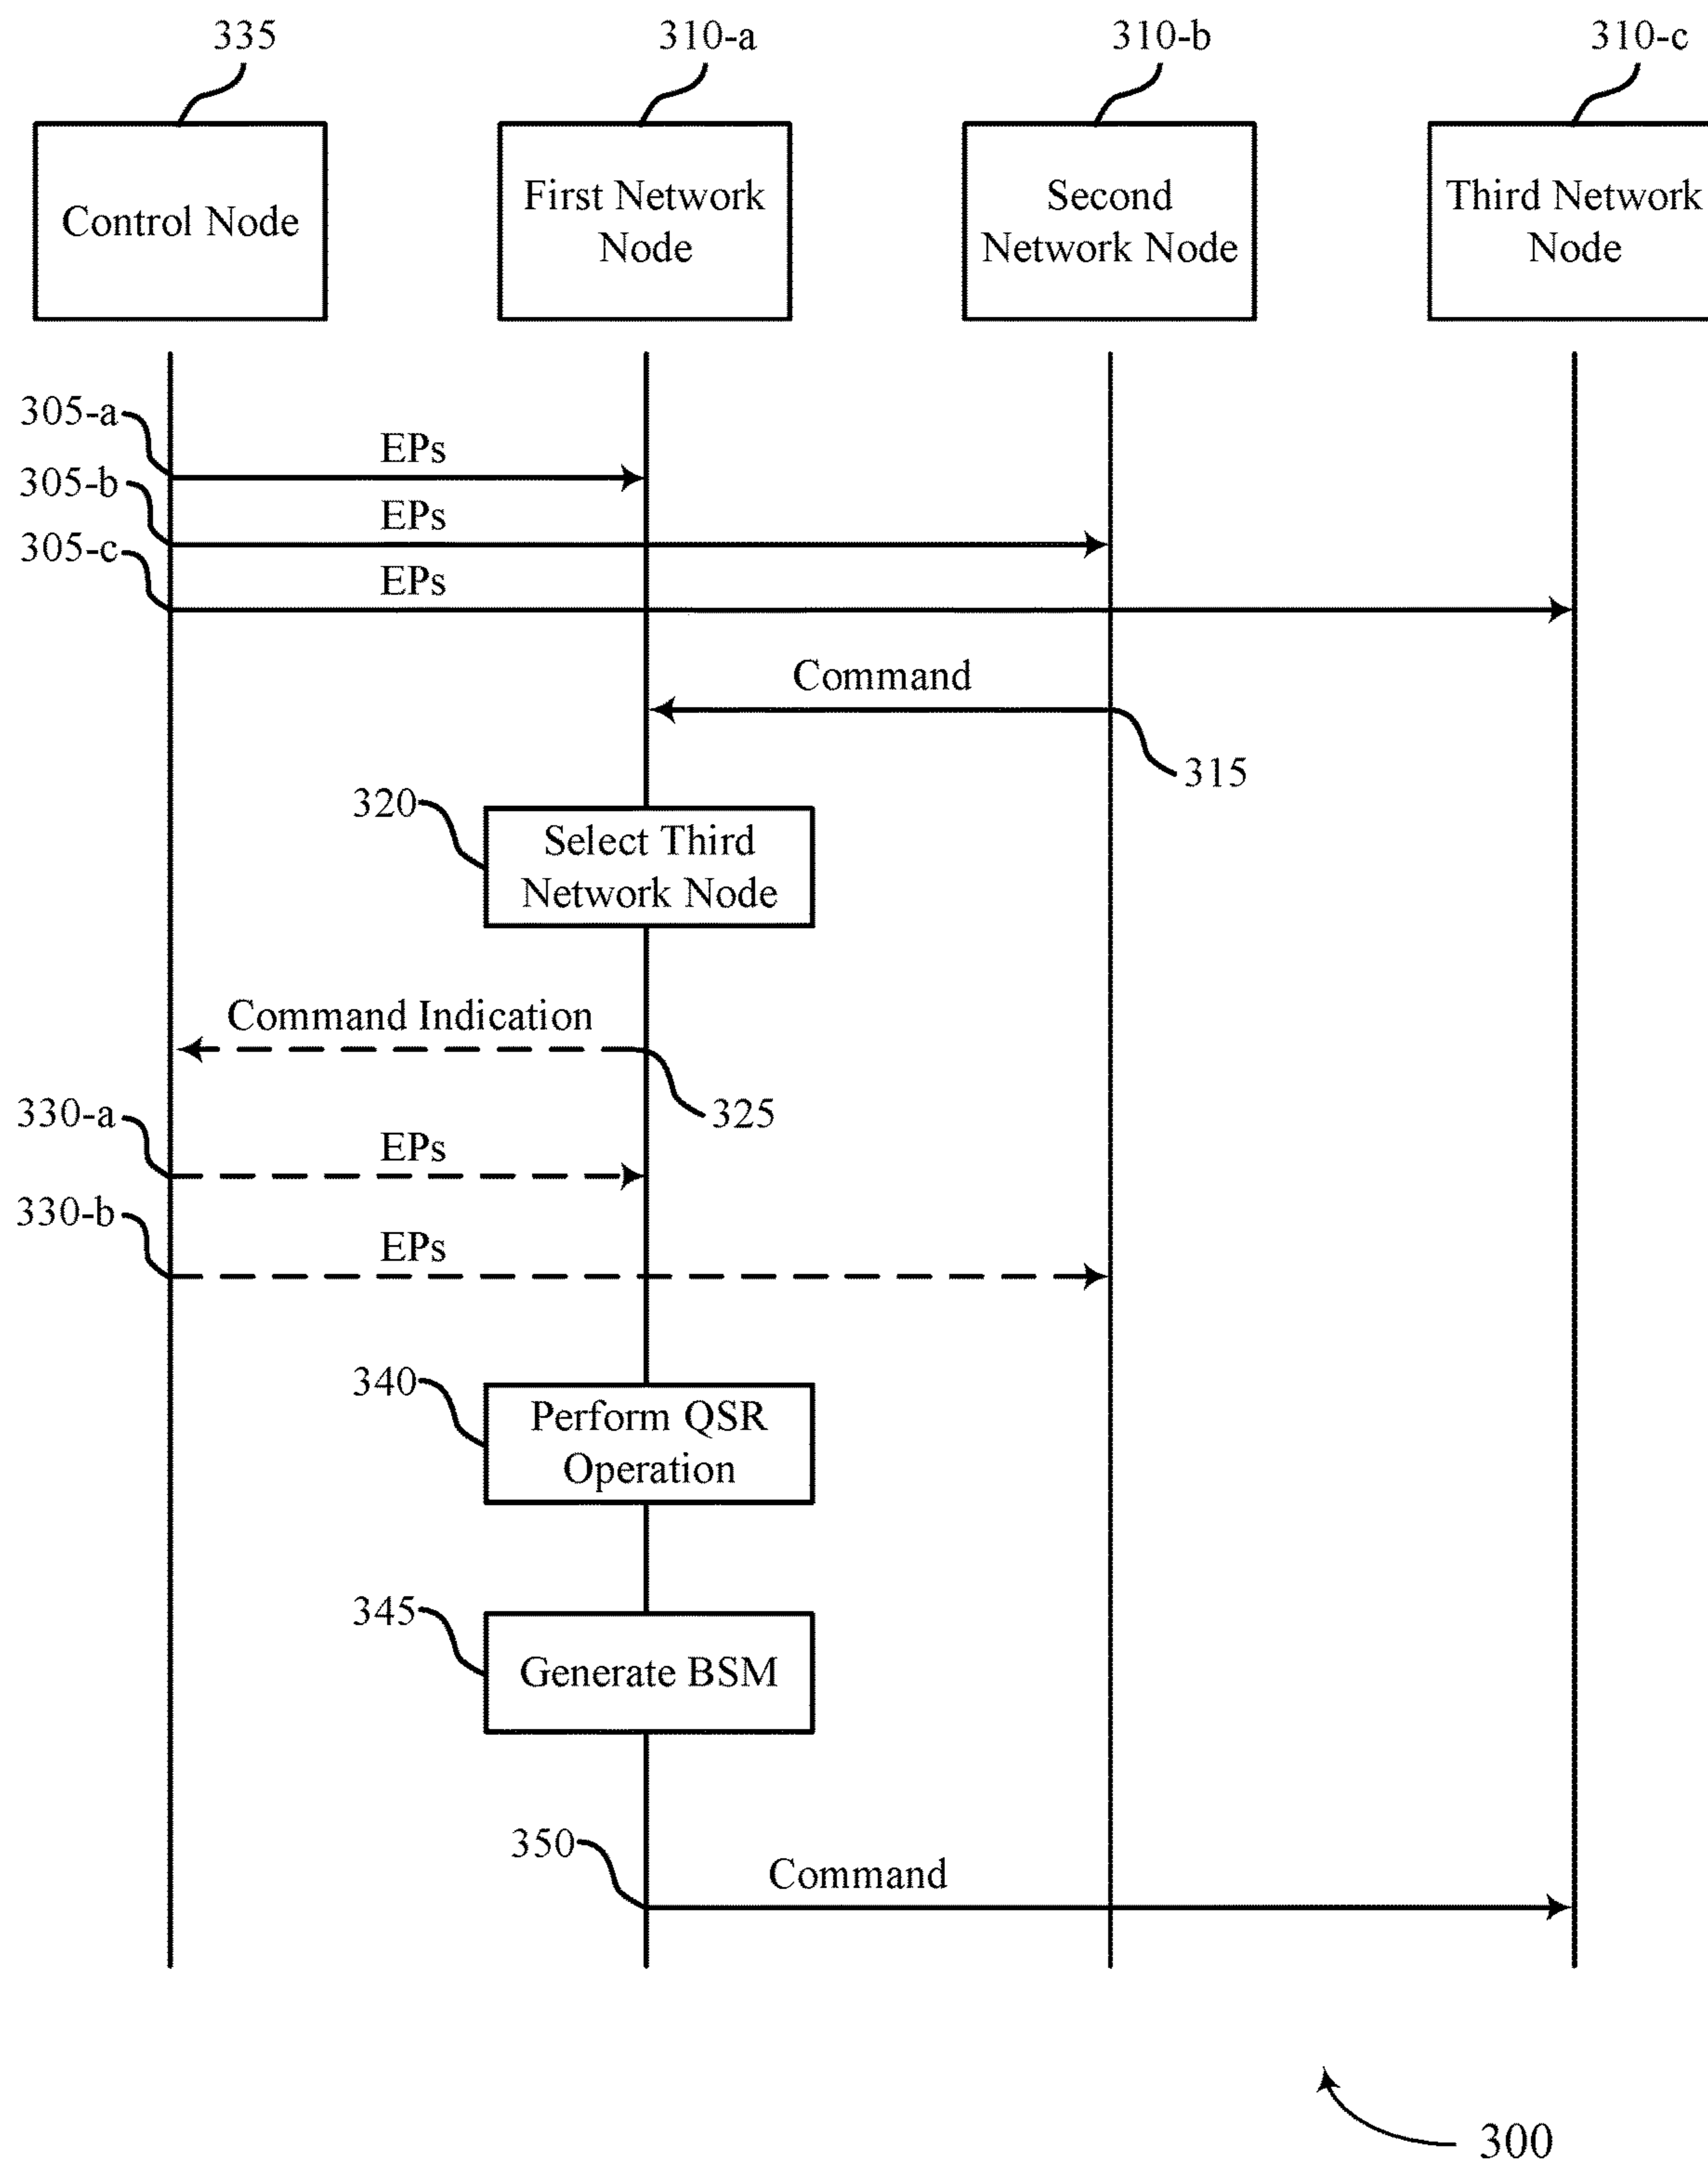 335
310-a
310-b
310-c
Control Node
First Network
Node
Second
Network Node
Third Network
Node
305-a
EPs
305-b
EPs
305-c
EPs
Command
315
320
Select Third
Network Node
Command Indication
325
330-a
EPs
330-b
EPs
340
Perform QSR
Operation
345
Generate BSM
350
Command
300